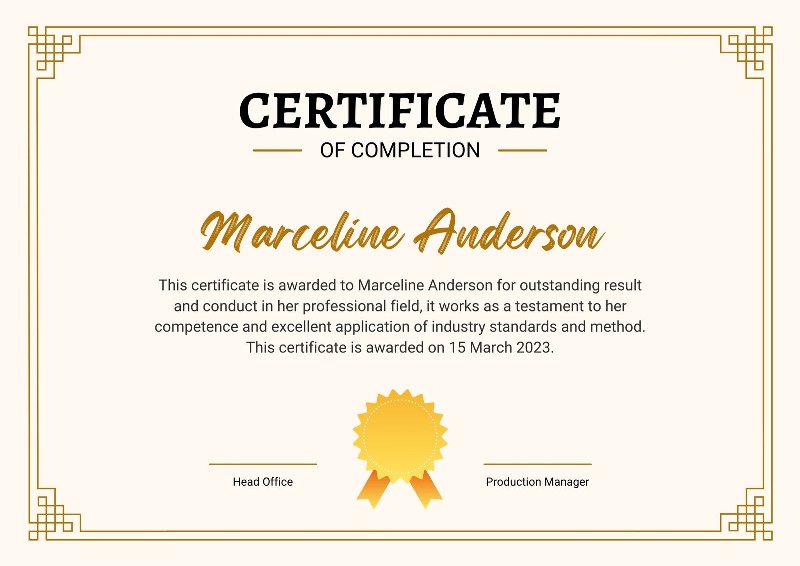 CERTIFICATE
OF COMPLETION
Marceline Anderson
This certificate is awarded to Marceline Anderson for outstanding result
and conduct in her professional field, it works as a testament to her
competence and excellent application of industry standards and method.
This certificate is awarded on 15 March 2023.
Head Office
Production Manager